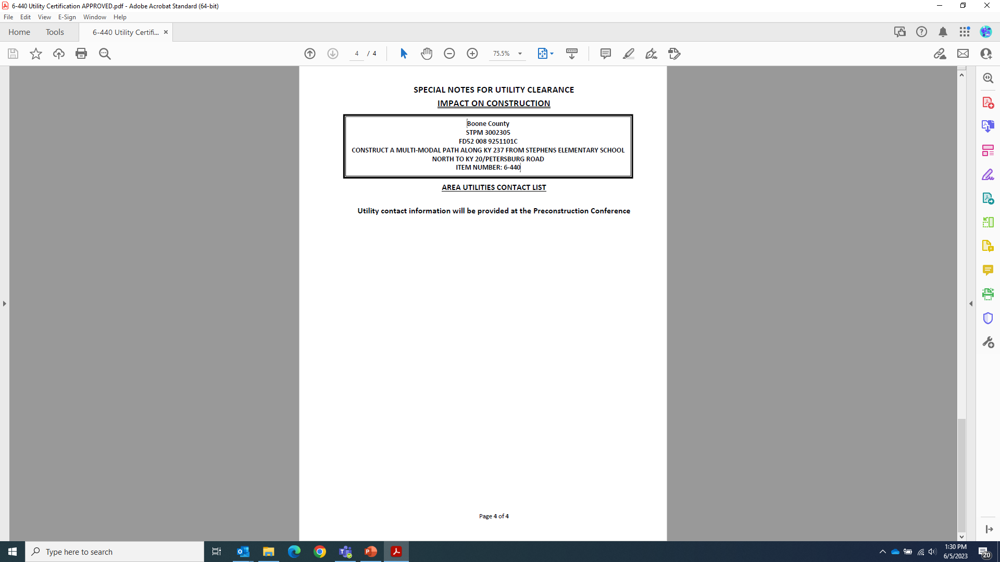 6-440 Utility Certification APPROVED.pdf - Adobe Acrobat Standard (64-bit)
File Edit View E-Sign Window Help
Home Tools 6-440 Utility Certifi... ×
4 / 4 75.5%
SPECIAL NOTES FOR UTILITY CLEARANCE
IMPACT ON CONSTRUCTION
Boone County
STPM 3002305
FD52 008 9251101C
CONSTRUCT A MULTI-MODAL PATH ALONG KY 237 FROM STEPHENS ELEMENTARY SCHOOL
NORTH TO KY 20/PETERSBURG ROAD
ITEM NUMBER: 6-440
AREA UTILITIES CONTACT LIST
Utility contact information will be provided at the Preconstruction Conference
Page 4 of 4
Type here to search
1:30 PM
6/5/2023
20